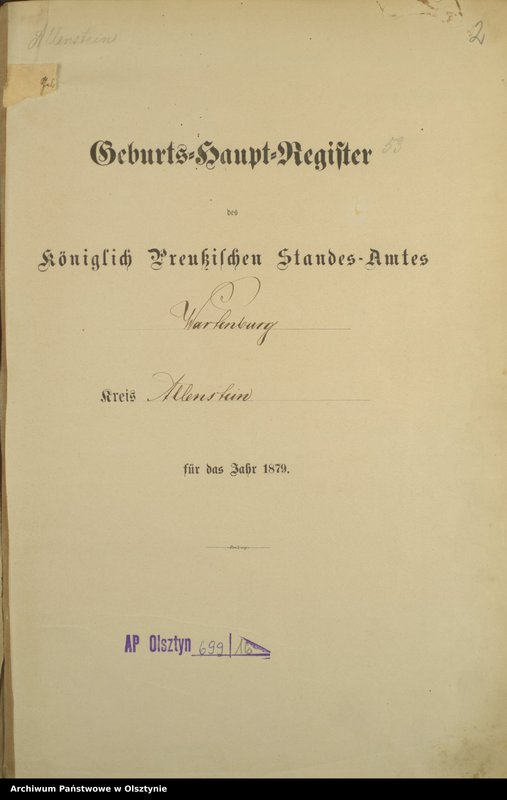 Allenstein
2
Geburts-Haupt-Register 53
des
Königlich Preußischen Standes-Amtes
Wartenburg
Kreis Allenstein
für das Jahr 1879.
AP Olsztyn 699/16
Archiwum Państwowe w Olsztynie